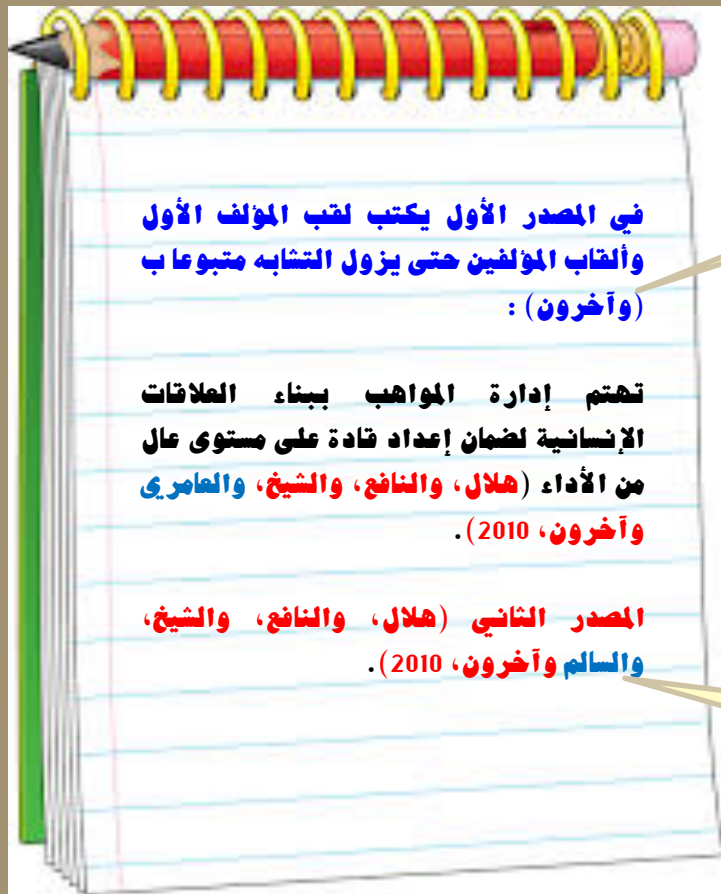 في المصدر الأول يكتب لقب المؤلف الأول
وألقاب المؤلفين حتى يزول التشابه متبوعا ب
(وآخرون) :
تهتم إدارة المواهب ببناء العلاقات
الإنسانية لضمان إعداد قادة على مستوى عال
من الأداء (هلال، والنافع، والشيخ، والعامري
وآخرون، 2010).
المصدر الثاني (هلال، والنافع، والشيخ،
والسالم وآخرون، 2010).